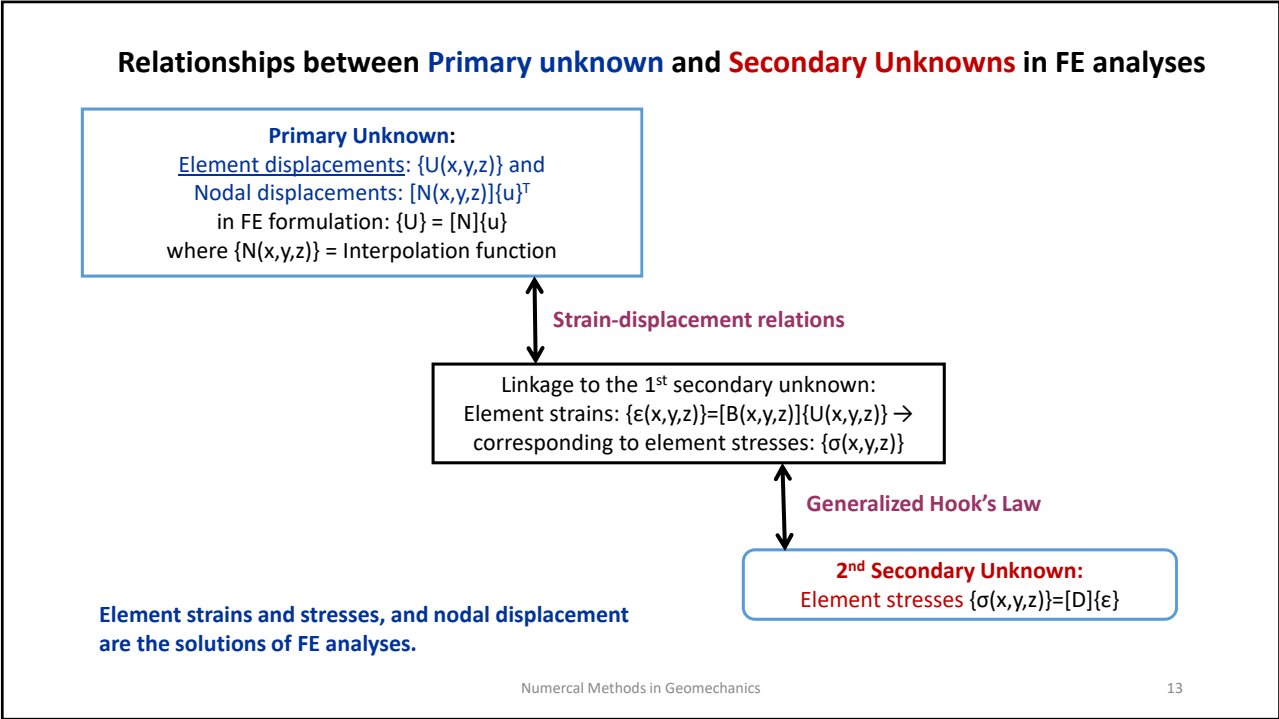 Relationships between Primary unknown and Secondary Unknowns in FE analyses
Primary Unknown:
Element displacements: {U(x,y,z)} and
Nodal displacements: [N(x,y,z)]{u}ᵀ
in FE formulation: {U} = [N]{u}
where {N(x,y,z)} = Interpolation function
Strain-displacement relations
Linkage to the 1ˢᵗ secondary unknown:
Element strains: {ε(x,y,z)}=[B(x,y,z)]{U(x,y,z)} →
corresponding to element stresses: {σ(x,y,z)}
Generalized Hook’s Law
2ⁿᵈ Secondary Unknown:
Element stresses {σ(x,y,z)}=[D]{ε}
Element strains and stresses, and nodal displacement
are the solutions of FE analyses.
Numercal Methods in Geomechanics
13